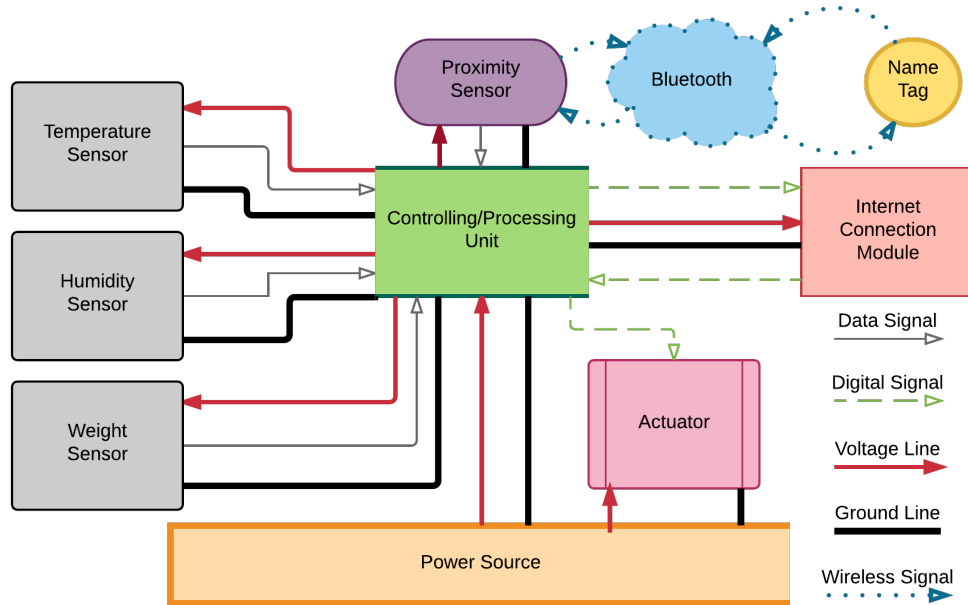 Proximity
Sensor
Bluetooth
Name
Tag
Temperature
Sensor
Controlling/Processing
Unit
Internet
Connection
Module
Humidity
Sensor
Data Signal
Digital Signal
Weight
Sensor
Actuator
Voltage Line
Ground Line
Power Source
Wireless Signal